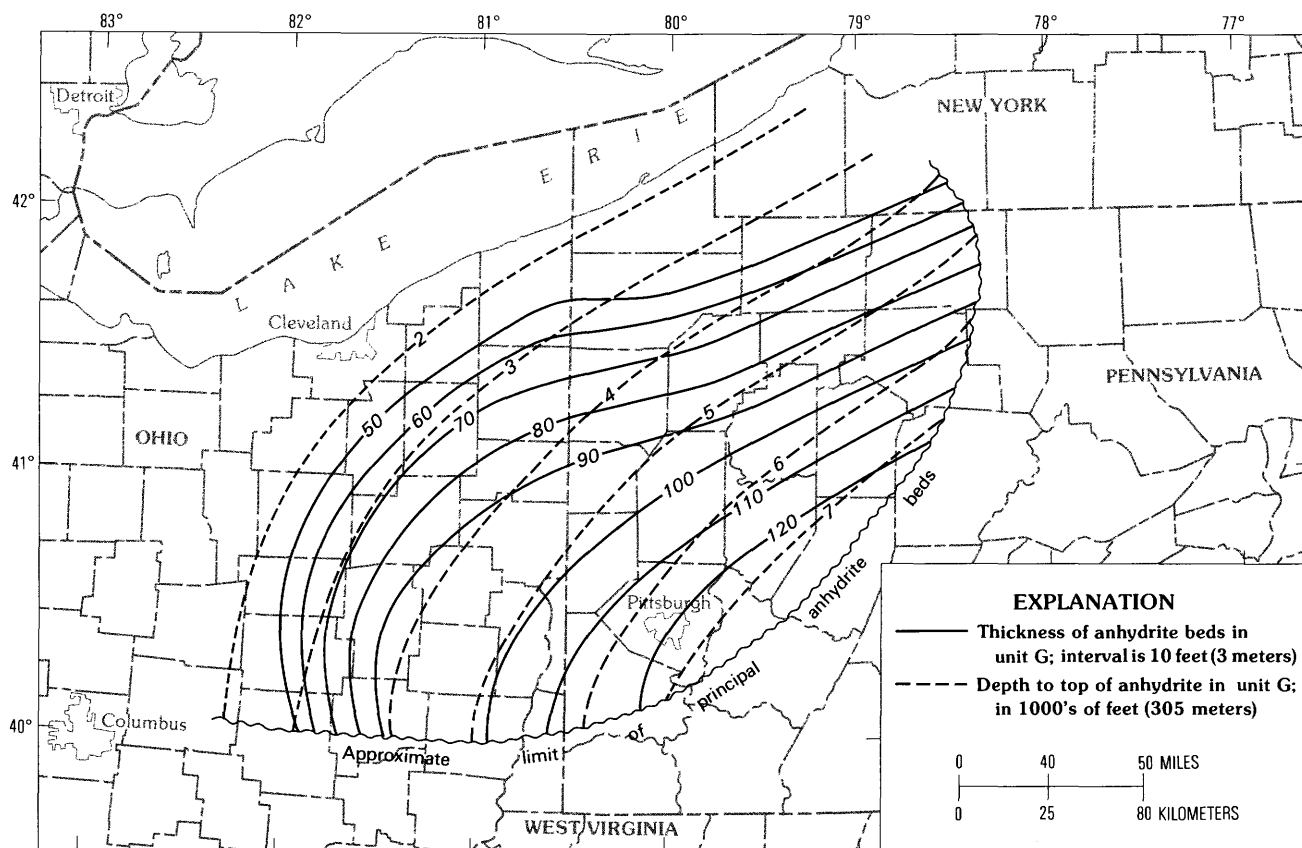 83° 82° 81° 80° 79° 78° 77°
Detroit
NEW YORK
42°
LAKE ERIE
Cleveland
2
3
4
5
6
7
50
60
70
80
90
100
110
120
PENNSYLVANIA
OHIO
41°
Pittsburgh
Columbus
40°
Approximate limit of principal anhydrite beds
WEST VIRGINIA
EXPLANATION
Thickness of anhydrite beds in
unit G; interval is 10 feet (3 meters)
Depth to top of anhydrite in unit G;
in 1000's of feet (305 meters)
0 40 50 MILES
0 25 80 KILOMETERS